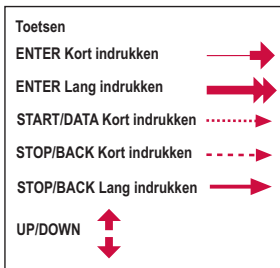 Toetsen
ENTER Kort indrukken
ENTER Lang indrukken
START/DATA Kort indrukken
STOP/BACK Kort indrukken
STOP/BACK Lang indrukken
UP/DOWN